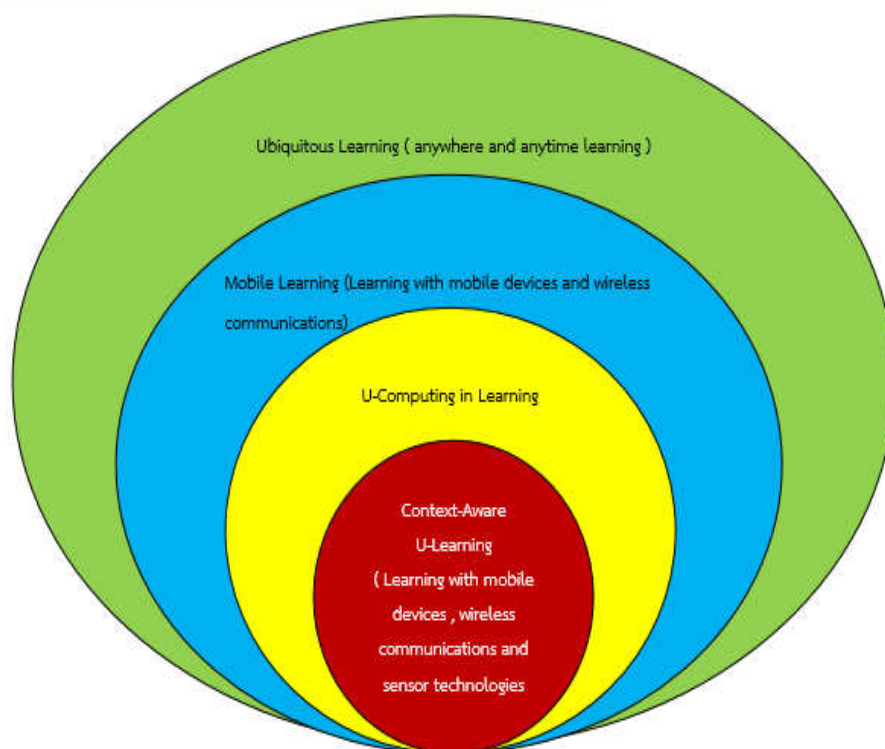 Ubiquitous Learning ( anywhere and anytime learning )
Mobile Learning (Learning with mobile devices and wireless
communications)
U-Computing in Learning
Context-Aware
U-Learning
( Learning with mobile
devices , wireless
communications and
sensor technologies